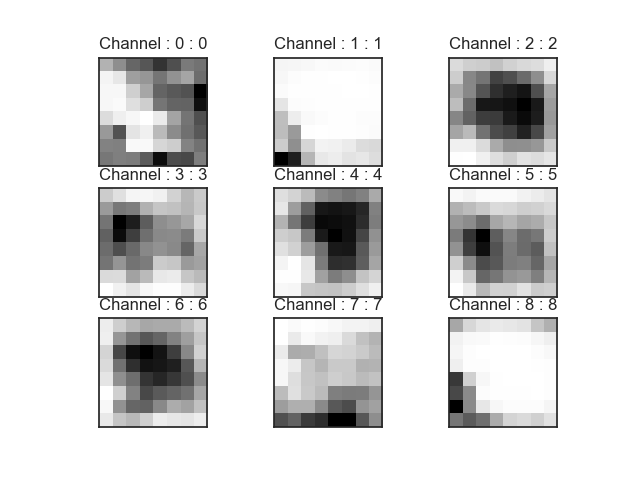 Channel : 0 : 0
Channel : 1 : 1
Channel : 2 : 2
Channel : 3 : 3
Channel : 4 : 4
Channel : 5 : 5
Channel : 6 : 6
Channel : 7 : 7
Channel : 8 : 8